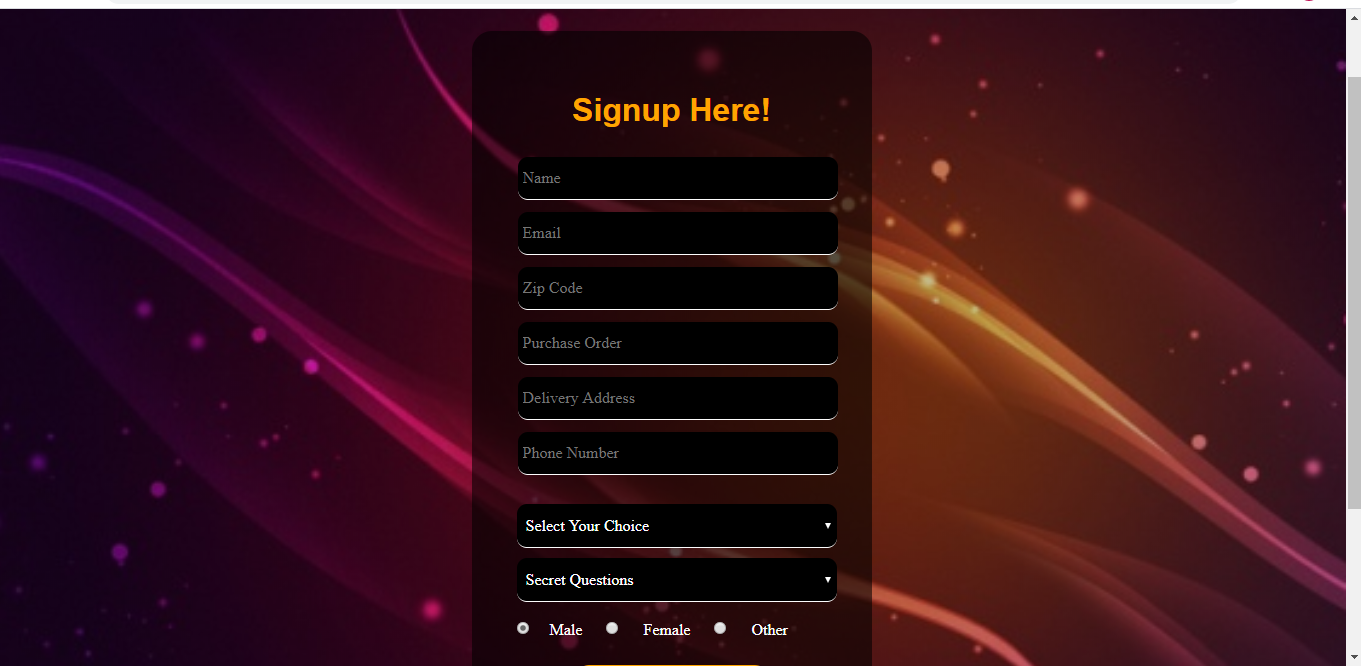 Signup Here!
Name
Email
Zip Code
Purchase Order
Delivery Address
Phone Number
Select Your Choice
Secret Questions
Male Female Other